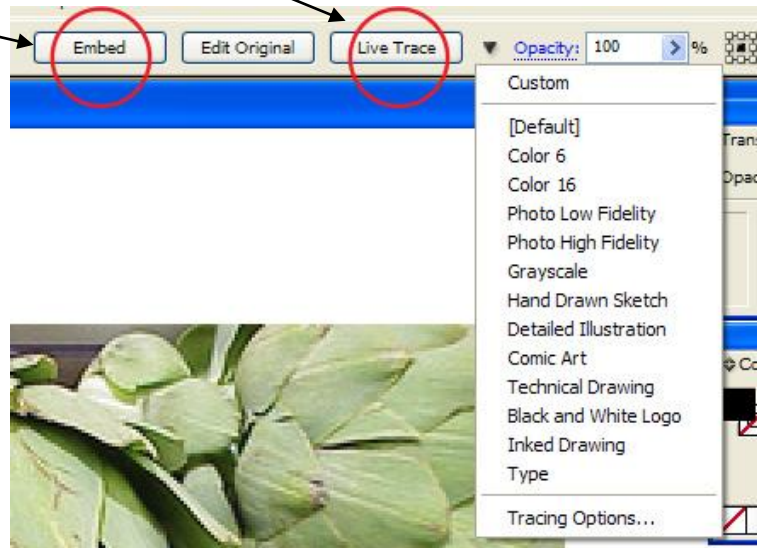 Embed Edit Original Live Trace Opacity: 100 %
Custom
[Default]
Color 6
Color 16
Photo Low Fidelity
Photo High Fidelity
Grayscale
Hand Drawn Sketch
Detailed Illustration
Comic Art
Technical Drawing
Black and White Logo
Inked Drawing
Type
Tracing Options...